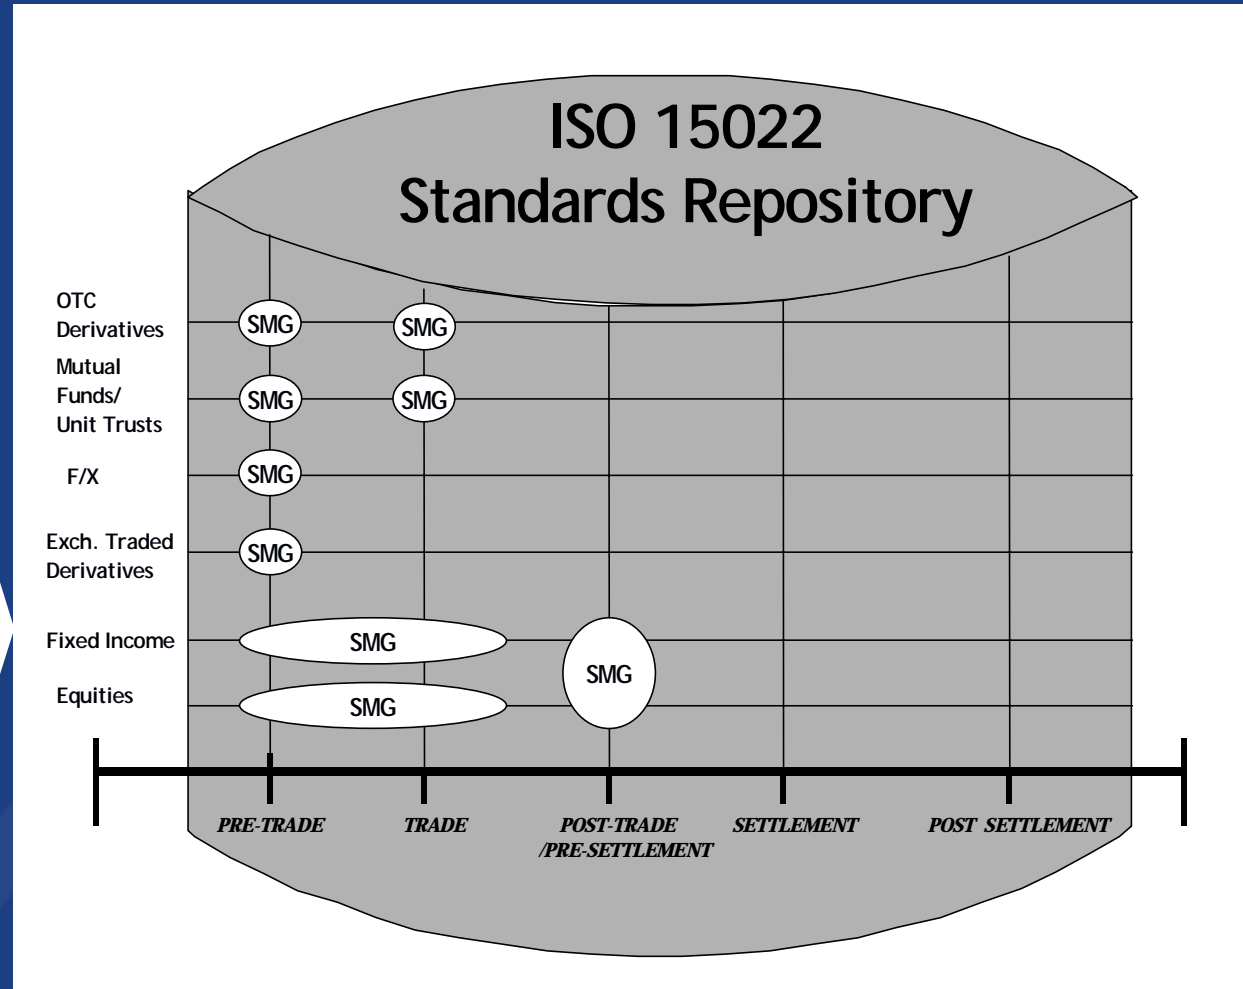 ISO 15022
Standards Repository
OTC
Derivatives
SMG
SMG
Mutual
Funds/
Unit Trusts
SMG
SMG
F/X
SMG
Exch. Traded
Derivatives
SMG
Fixed Income
SMG
SMG
Equities
SMG
PRE-TRADE
TRADE
POST-TRADE
/PRE-SETTLEMENT
SETTLEMENT
POST SETTLEMENT